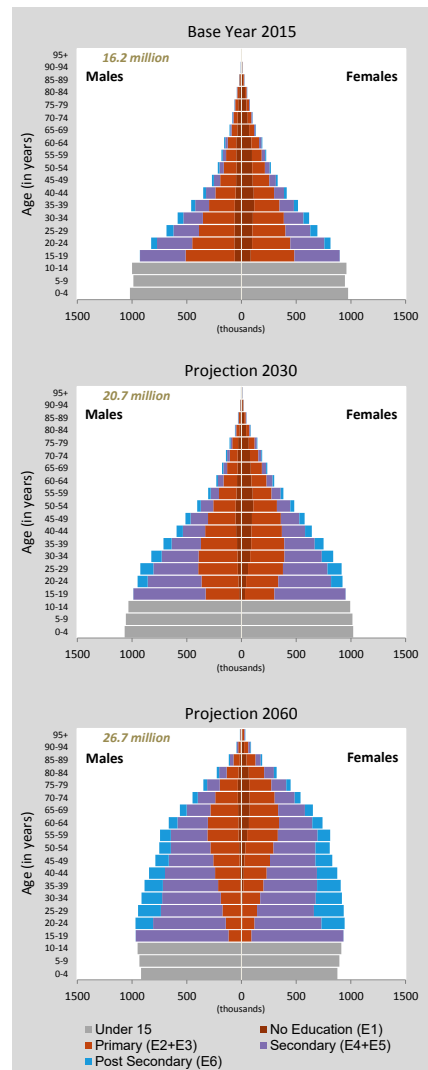 Base Year 2015
16.2 million
Males
Females
Age (in years)
95+
90-94
85-89
80-84
75-79
70-74
65-69
60-64
55-59
50-54
45-49
40-44
35-39
30-34
25-29
20-24
15-19
10-14
5-9
0-4
1500 1000 500 0 500 1000 1500
(thousands)
Projection 2030
20.7 million
Males
Females
Age (in years)
95+
90-94
85-89
80-84
75-79
70-74
65-69
60-64
55-59
50-54
45-49
40-44
35-39
30-34
25-29
20-24
15-19
10-14
5-9
0-4
1500 1000 500 0 500 1000 1500
(thousands)
Projection 2060
26.7 million
Males
Females
Age (in years)
95+
90-94
85-89
80-84
75-79
70-74
65-69
60-64
55-59
50-54
45-49
40-44
35-39
30-34
25-29
20-24
15-19
10-14
5-9
0-4
1500 1000 500 0 500 1000 1500
(thousands)
Under 15
No Education (E1)
Primary (E2+E3)
Secondary (E4+E5)
Post Secondary (E6)